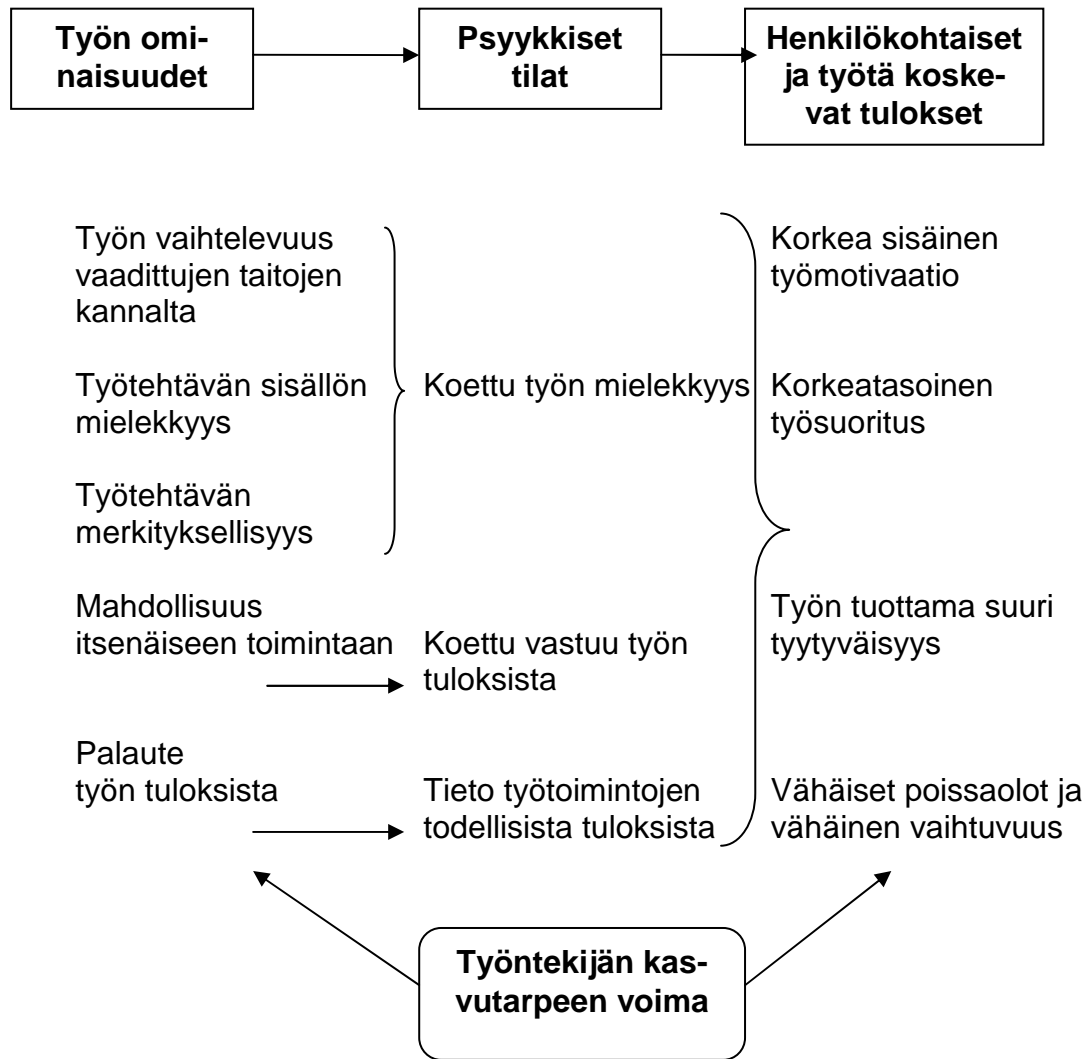 Työn omi-
naisuudet
Psyykkiset
tilat
Henkilökohtaiset
ja työtä koske-
vat tulokset
Työn vaihtelevuus
vaadittujen taitojen
kannalta
Työtehtävän sisällön
mielekkyys
Työtehtävän
merkityksellisyys
Koettu työn mielekkyys
Korkea sisäinen
työmotivaatio
Korkeatasoinen
työsuoritus
Mahdollisuus
itsenäiseen toimintaan
Koettu vastuu työn
tuloksista
Työn tuottama suuri
tyytyväisyys
Palaute
työn tuloksista
Tieto työtoimintojen
todellisista tuloksista
Vähäiset poissaolot ja
vähäinen vaihtuvuus
Työntekijän kas-
vutarpeen voima